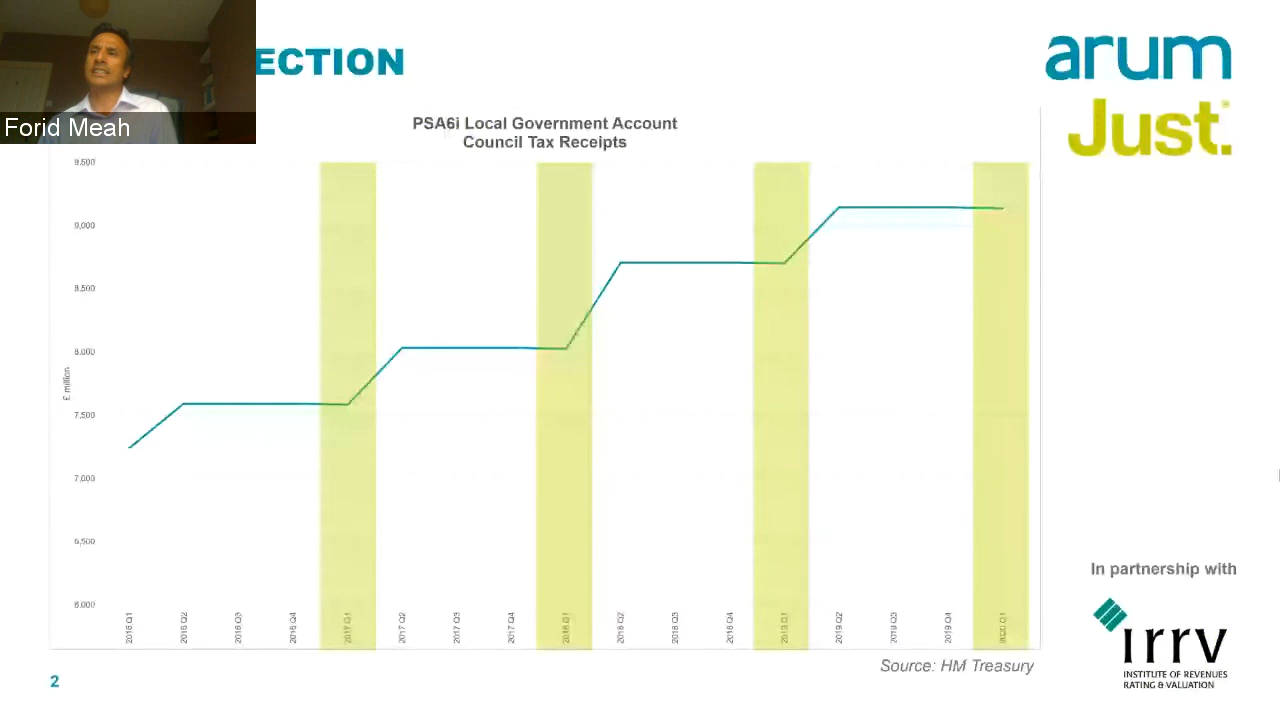 Forid Meah
ECTION
arum
Just.
PSA6i Local Government Account
Council Tax Receipts
9,500
9,000
8,500
8,000
7,500
7,000
6,500
6,000
£ million
2016 Q1
2016 Q2
2016 Q3
2016 Q4
2017 Q1
2017 Q2
2017 Q3
2017 Q4
2018 Q1
2018 Q2
2018 Q3
2018 Q4
2019 Q1
2019 Q2
2019 Q3
2019 Q4
2020 Q1
Source: HM Treasury
In partnership with
irrv
INSTITUTE OF REVENUES
RATING & VALUATION
2